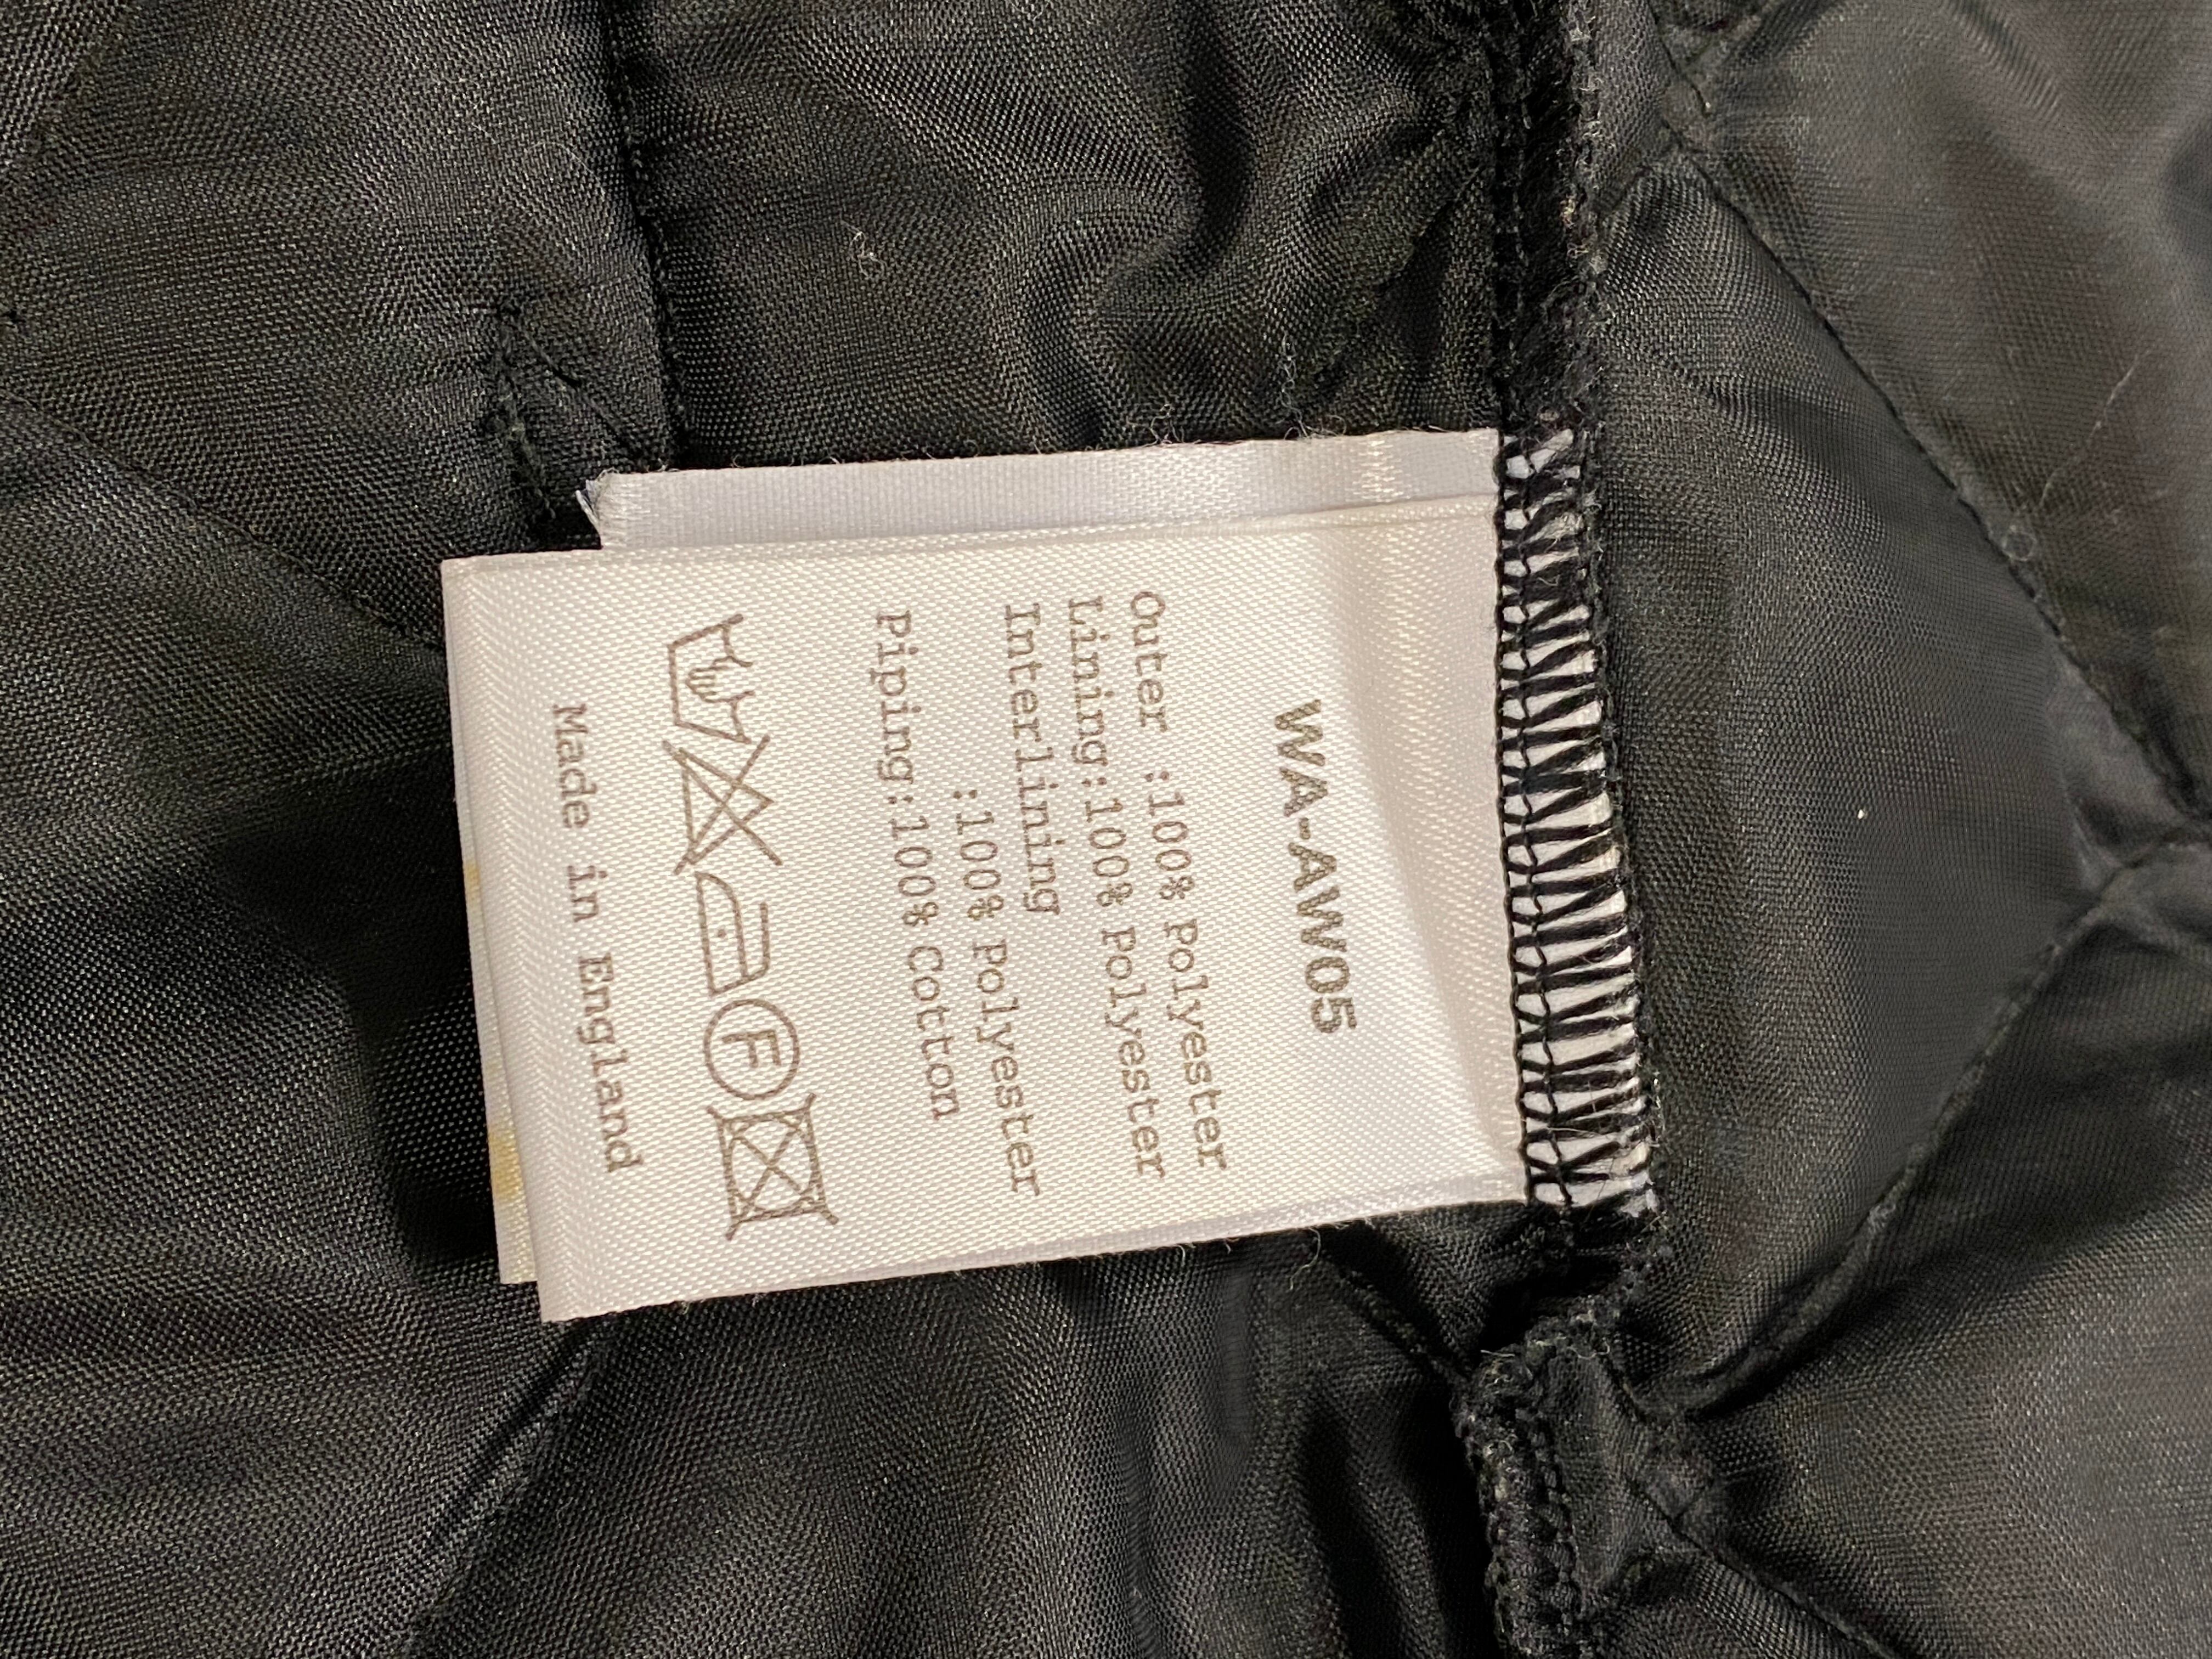 WA-AW05
Outer :100% Polyester
Lining:100% Polyester
Interlining
:100% Polyester
Piping:100% Cotton
F
Made in England